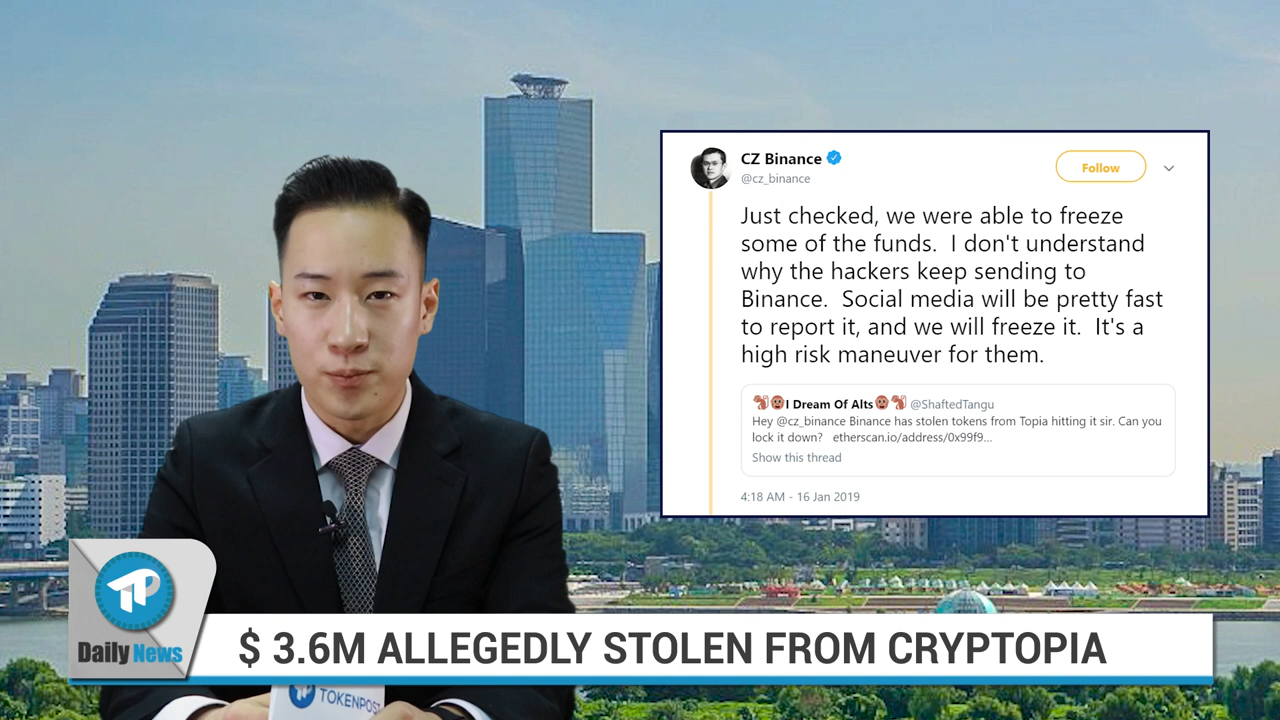 CZ Binance
@cz_binance
Follow
Just checked, we were able to freeze
some of the funds.  I don't understand
why the hackers keep sending to
Binance.  Social media will be pretty fast
to report it, and we will freeze it.  It's a
high risk maneuver for them.
🐿️🐵I Dream Of Alts🐵🐿️ @ShaftedTangu
Hey @cz_binance Binance has stolen tokens from Topia hitting it sir. Can you
lock it down?   etherscan.io/address/0x99f9...
Show this thread
4:18 AM - 16 Jan 2019
TP
Daily News
$ 3.6M ALLEGEDLY STOLEN FROM CRYPTOPIA
TOKENPOST